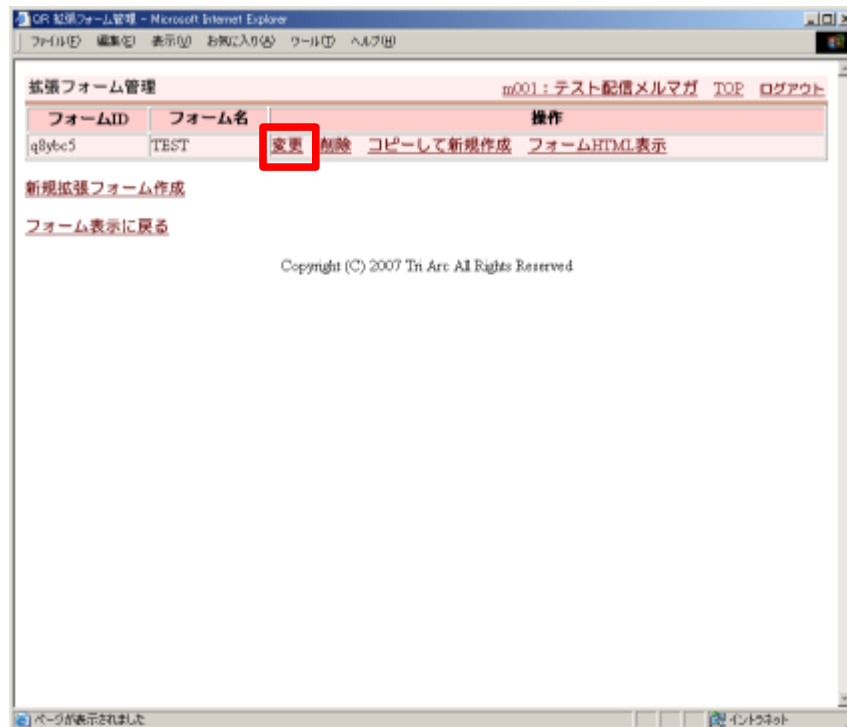 QR 拡張フォーム管理 - Microsoft Internet Explorer
ファイル(F) 編集(E) 表示(V) お気に入り(A) ツール(T) ヘルプ(H)
拡張フォーム管理 m001：テスト配信メルマガ TOP ログアウト
フォームID フォーム名 操作
q8ybc5 TEST 変更 削除 コピーして新規作成 フォームHTML表示
新規拡張フォーム作成
フォーム表示に戻る
Copyright (C) 2007 Tri Arc All Rights Reserved
ページが表示されました イントラネット